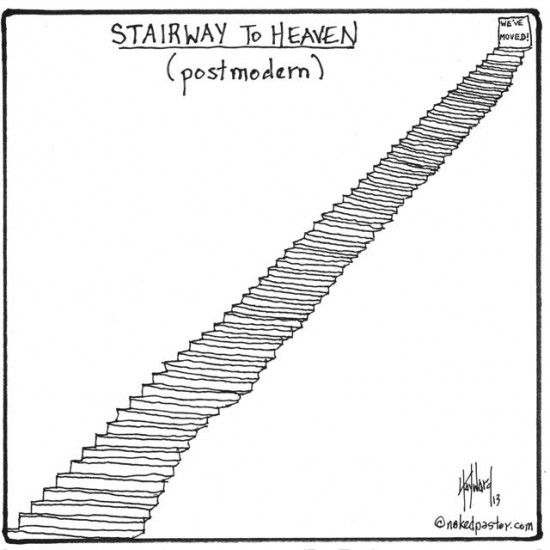 STAIRWAY TO HEAVEN
(postmodern)
WE'VE
MOVED!
Hayward
13
@nakedpastor.com